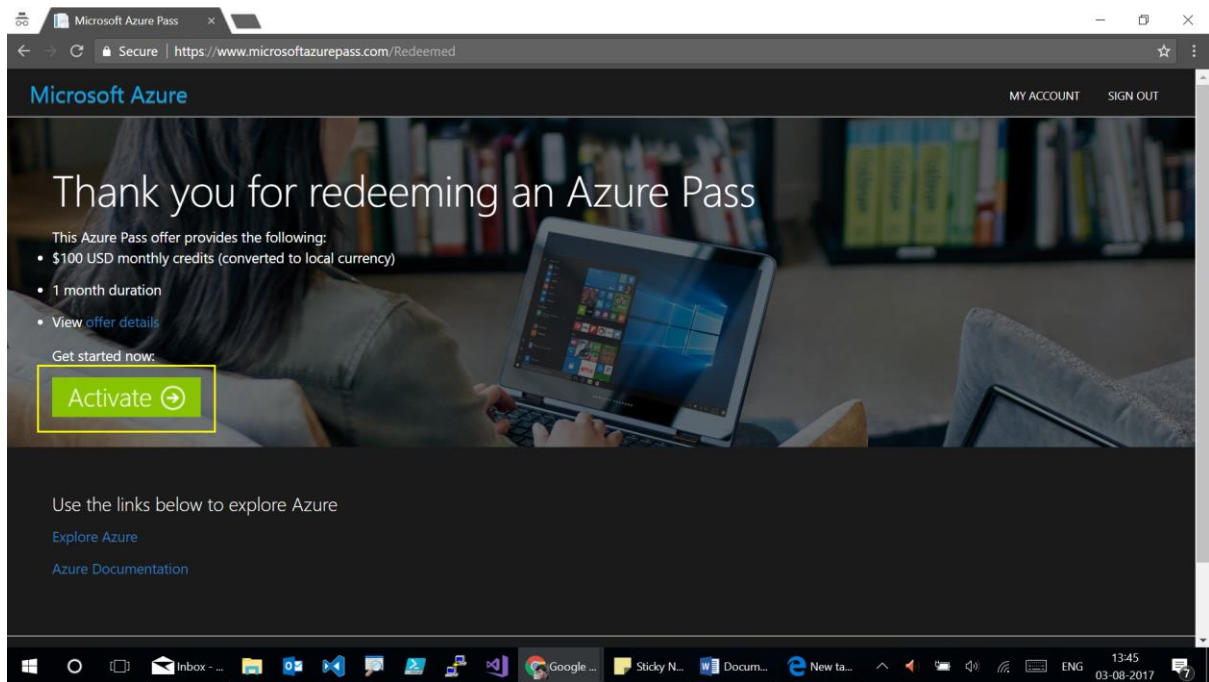 Microsoft Azure Pass
Secure | https://www.microsoftazurepass.com/Redeemed
Microsoft Azure
MY ACCOUNT SIGN OUT
Thank you for redeeming an Azure Pass
This Azure Pass offer provides the following:
• $100 USD monthly credits (converted to local currency)
• 1 month duration
• View offer details
Get started now:
Activate
Use the links below to explore Azure
Explore Azure
Azure Documentation
Inbox - ... Google ... Sticky N... Docum... New ta... ENG 13:45
03-08-2017 7